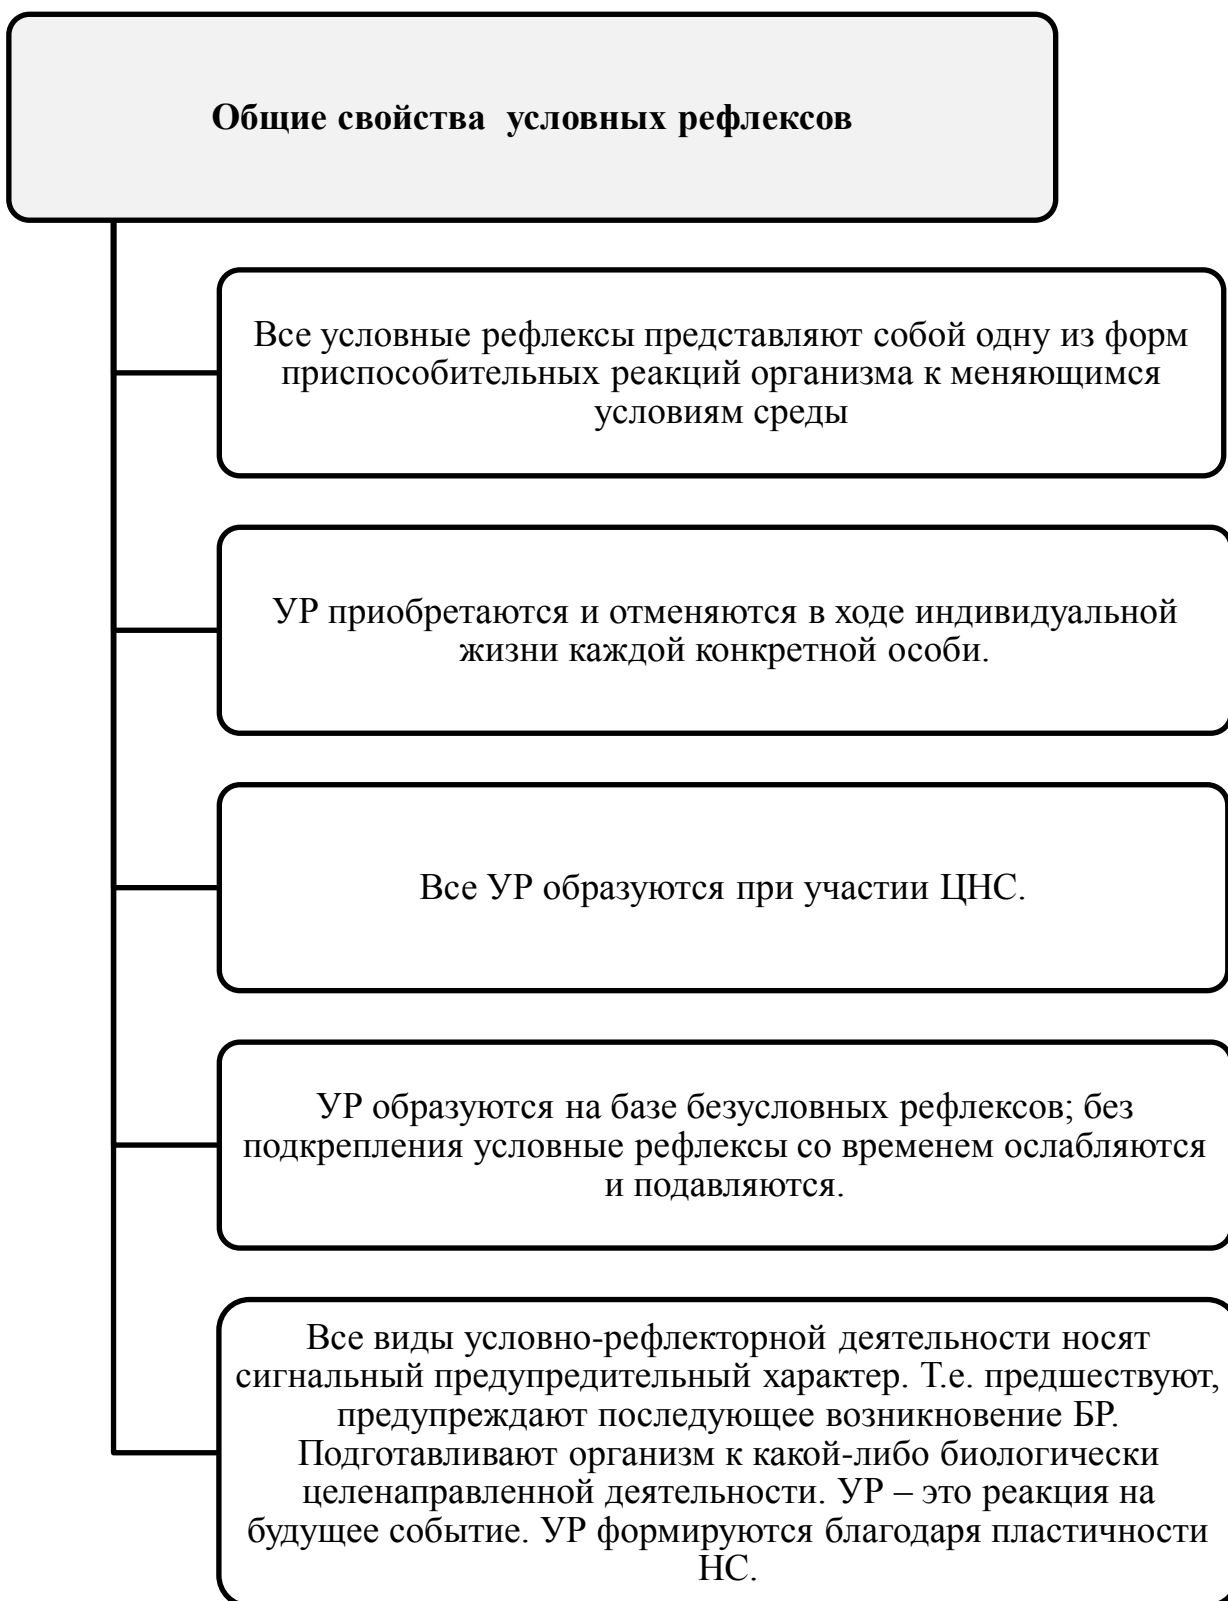 Общие свойства  условных рефлексов
Все условные рефлексы представляют собой одну из форм
приспособительных реакций организма к меняющимся
условиям среды
УР приобретаются и отменяются в ходе индивидуальной
жизни каждой конкретной особи.
Все УР образуются при участии ЦНС.
УР образуются на базе безусловных рефлексов; без
подкрепления условные рефлексы со временем ослабляются
и подавляются.
Все виды условно-рефлекторной деятельности носят
сигнальный предупредительный характер. Т.е. предшествуют,
предупреждают последующее возникновение БР.
Подготавливают организм к какой-либо биологически
целенаправленной деятельности. УР – это реакция на
будущее событие. УР формируются благодаря пластичности
НС.